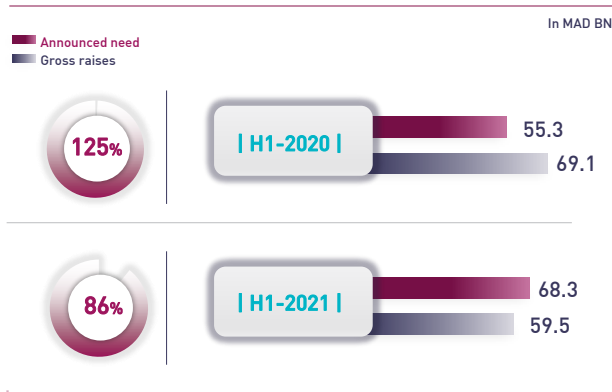 In MAD BN
Announced need
Gross raises
125%
| H1-2020 |
55.3
69.1
86%
| H1-2021 |
68.3
59.5